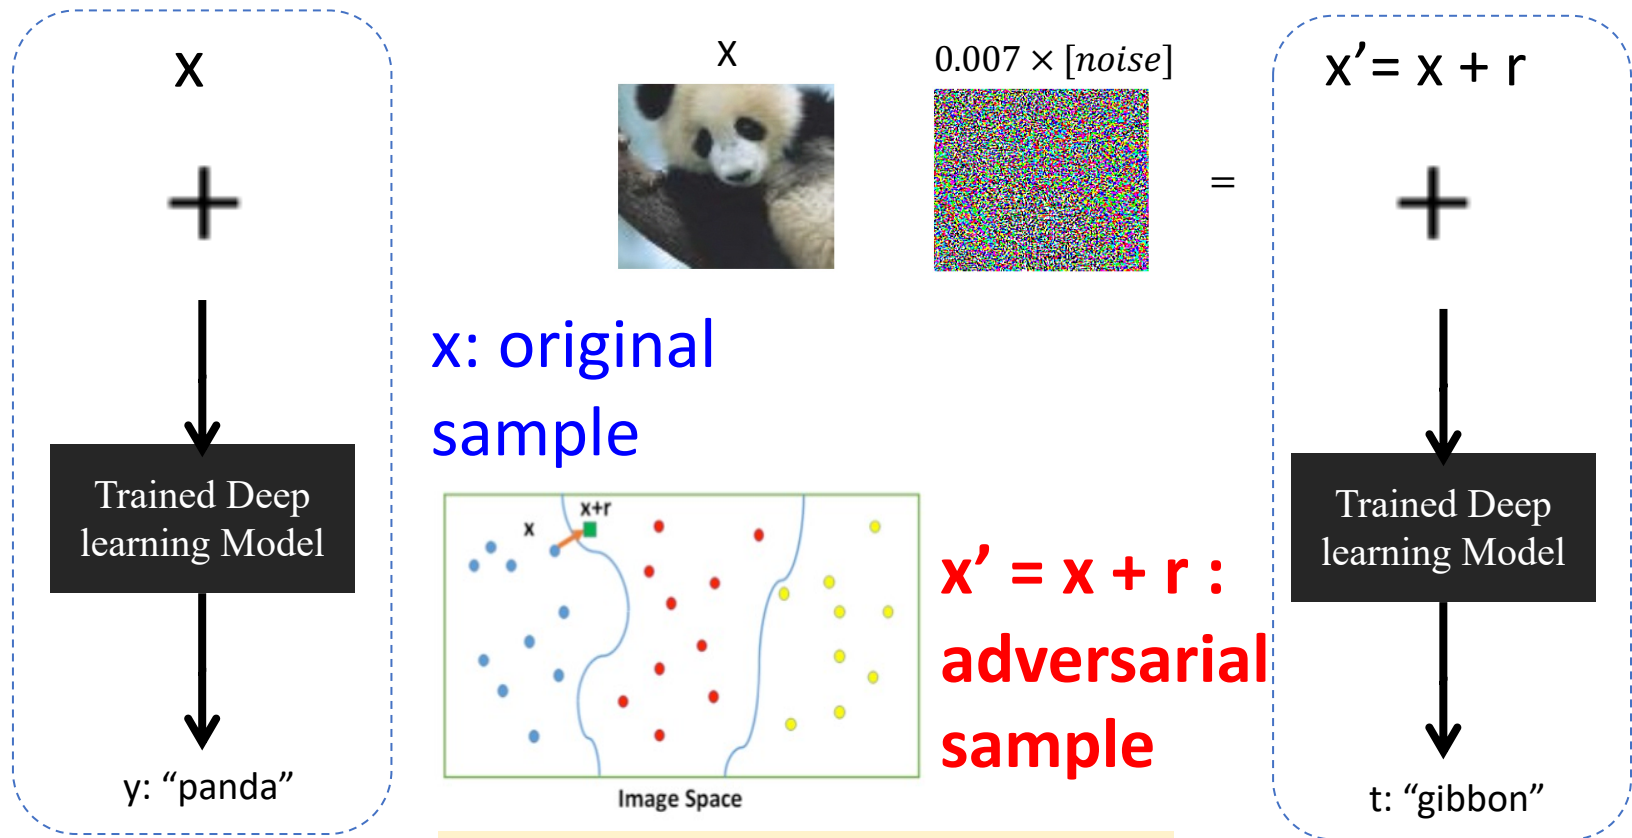 x
X
0.007 × [noise]
x’= x + r
=
x: original
sample
Trained Deep
learning Model
x
x+r
Image Space
x’ = x + r :
adversarial
sample
Trained Deep
learning Model
y: “panda”
t: “gibbon”